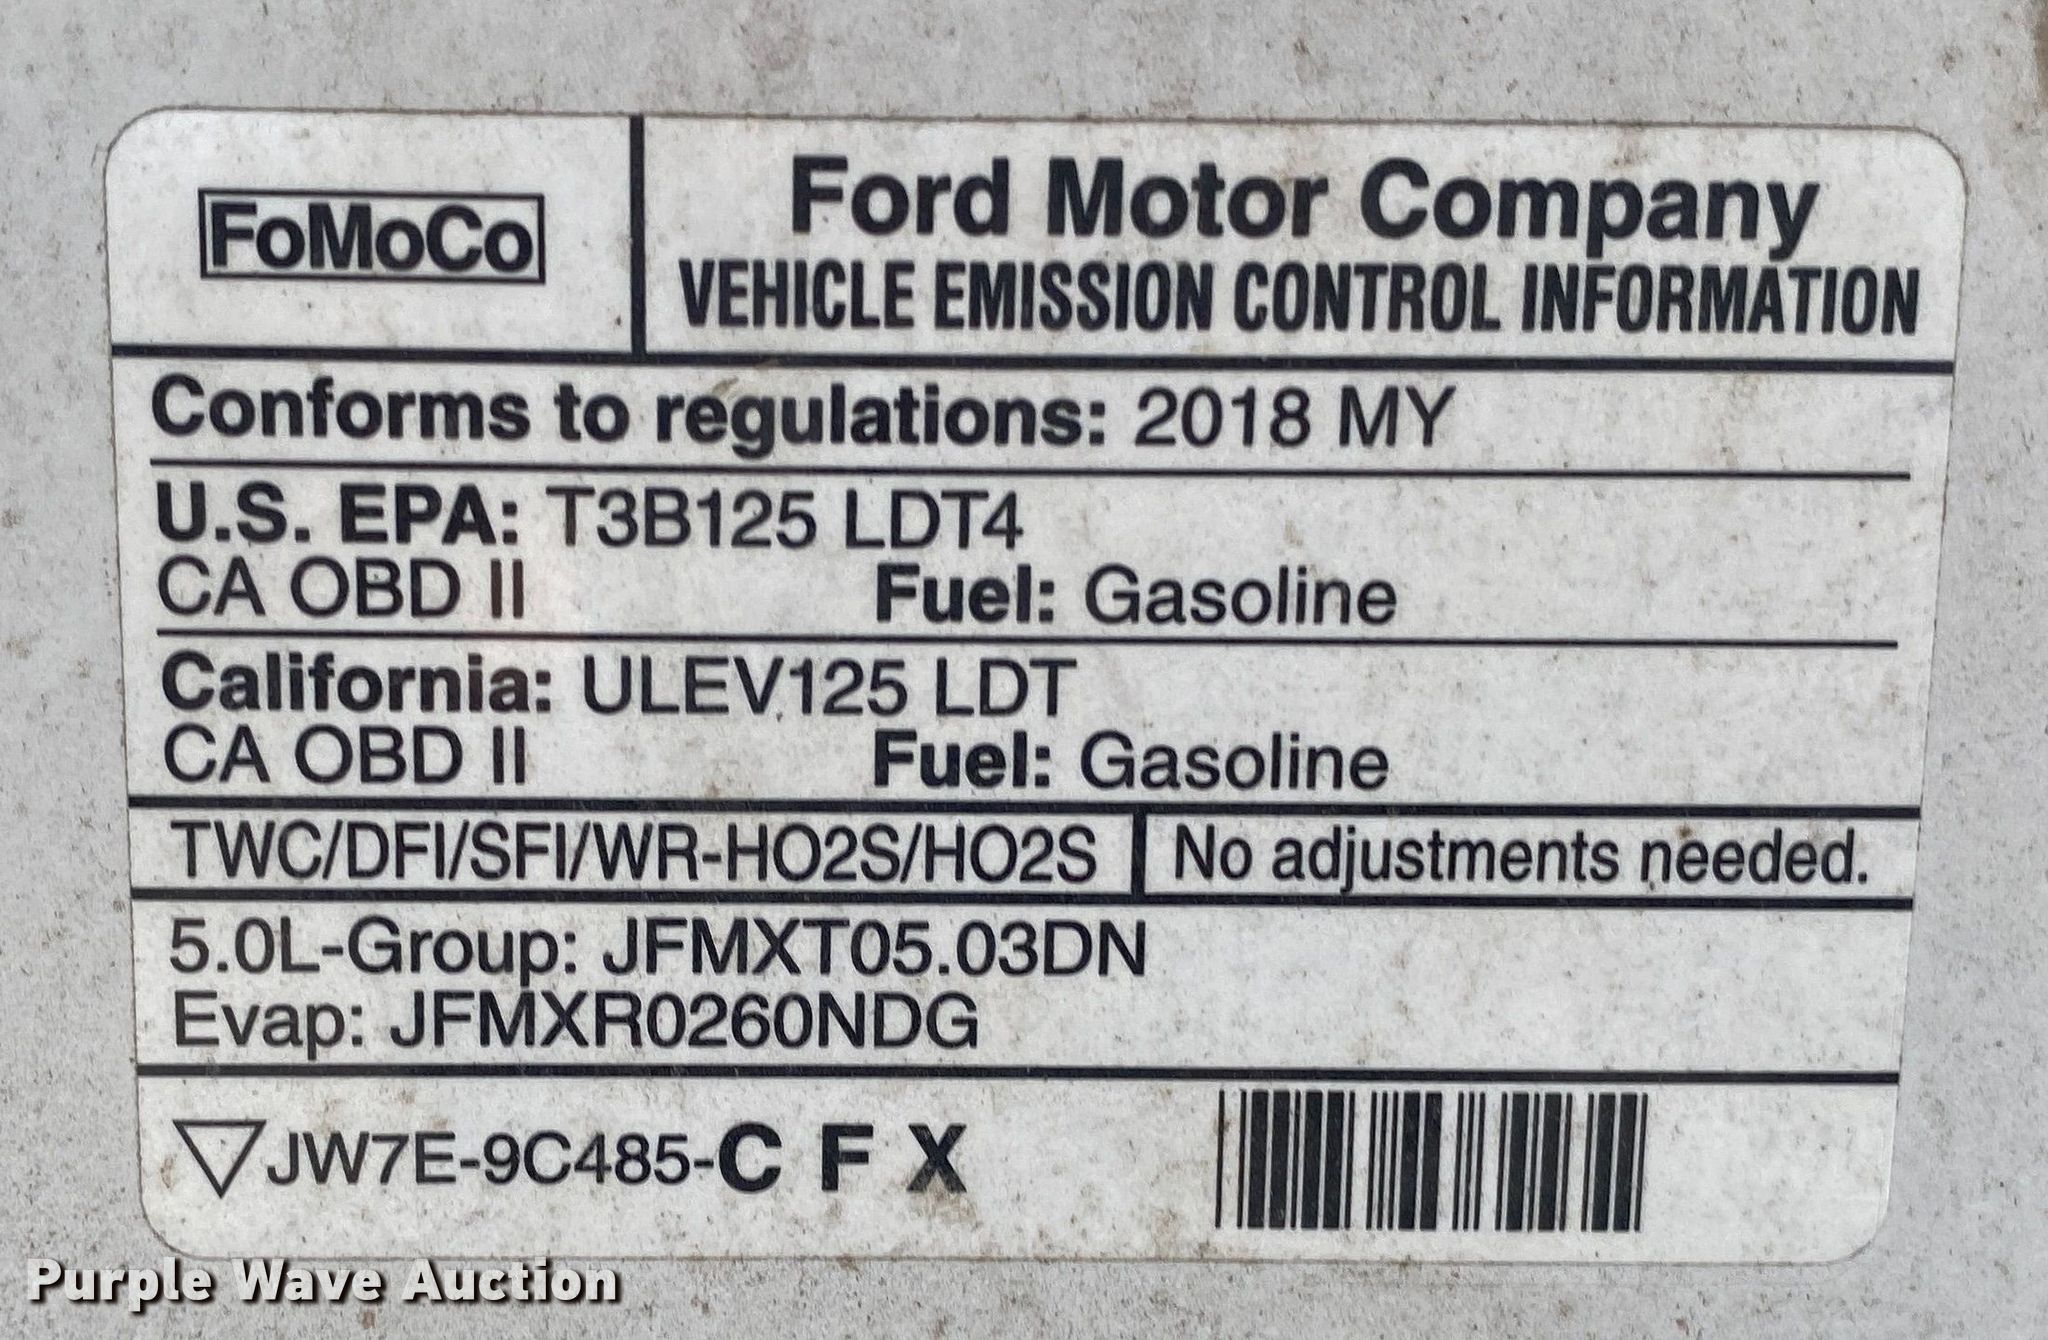 FoMoCo
Ford Motor Company
VEHICLE EMISSION CONTROL INFORMATION
Conforms to regulations: 2018 MY
U.S. EPA: T3B125 LDT4
CA OBD II Fuel: Gasoline
California: ULEV125 LDT
CA OBD II Fuel: Gasoline
TWC/DFI/SFI/WR-HO2S/HO2S No adjustments needed.
5.0L-Group: JFMXT05.03DN
Evap: JFMXR0260NDG
JW7E-9C485-C F X
Purple Wave Auction